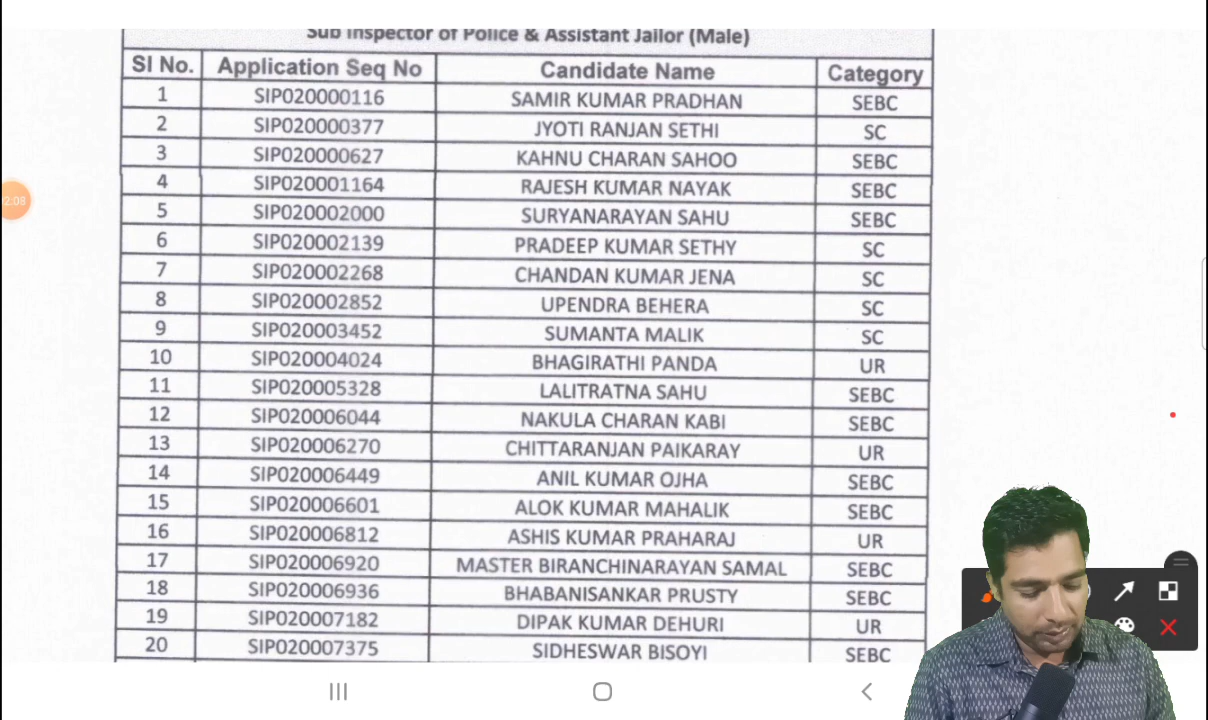 Sub Inspector of Police & Assistant Jailor (Male)
SI No. Application Seq No Candidate Name Category
1 SIP020000116 SAMIR KUMAR PRADHAN SEBC
2 SIP020000377 JYOTI RANJAN SETHI SC
3 SIP020000627 KAHNU CHARAN SAHOO SEBC
4 SIP020001164 RAJESH KUMAR NAYAK SEBC
5 SIP020002000 SURYANARAYAN SAHU SEBC
6 SIP020002139 PRADEEP KUMAR SETHY SC
7 SIP020002268 CHANDAN KUMAR JENA SC
8 SIP020002852 UPENDRA BEHERA SC
9 SIP020003452 SUMANTA MALIK SC
10 SIP020004024 BHAGIRATHI PANDA UR
11 SIP020005328 LALITRATNA SAHU SEBC
12 SIP020006044 NAKULA CHARAN KABI SEBC
13 SIP020006270 CHITTARANJAN PAIKARAY UR
14 SIP020006449 ANIL KUMAR OJHA SEBC
15 SIP020006601 ALOK KUMAR MAHALIK SEBC
16 SIP020006812 ASHIS KUMAR PRAHARAJ UR
17 SIP020006920 MASTER BIRANCHINARAYAN SAMAL SEBC
18 SIP020006936 BHABANISANKAR PRUSTY SEBC
19 SIP020007182 DIPAK KUMAR DEHURI UR
20 SIP020007375 SIDHESWAR BISOYI SEBC
2:08